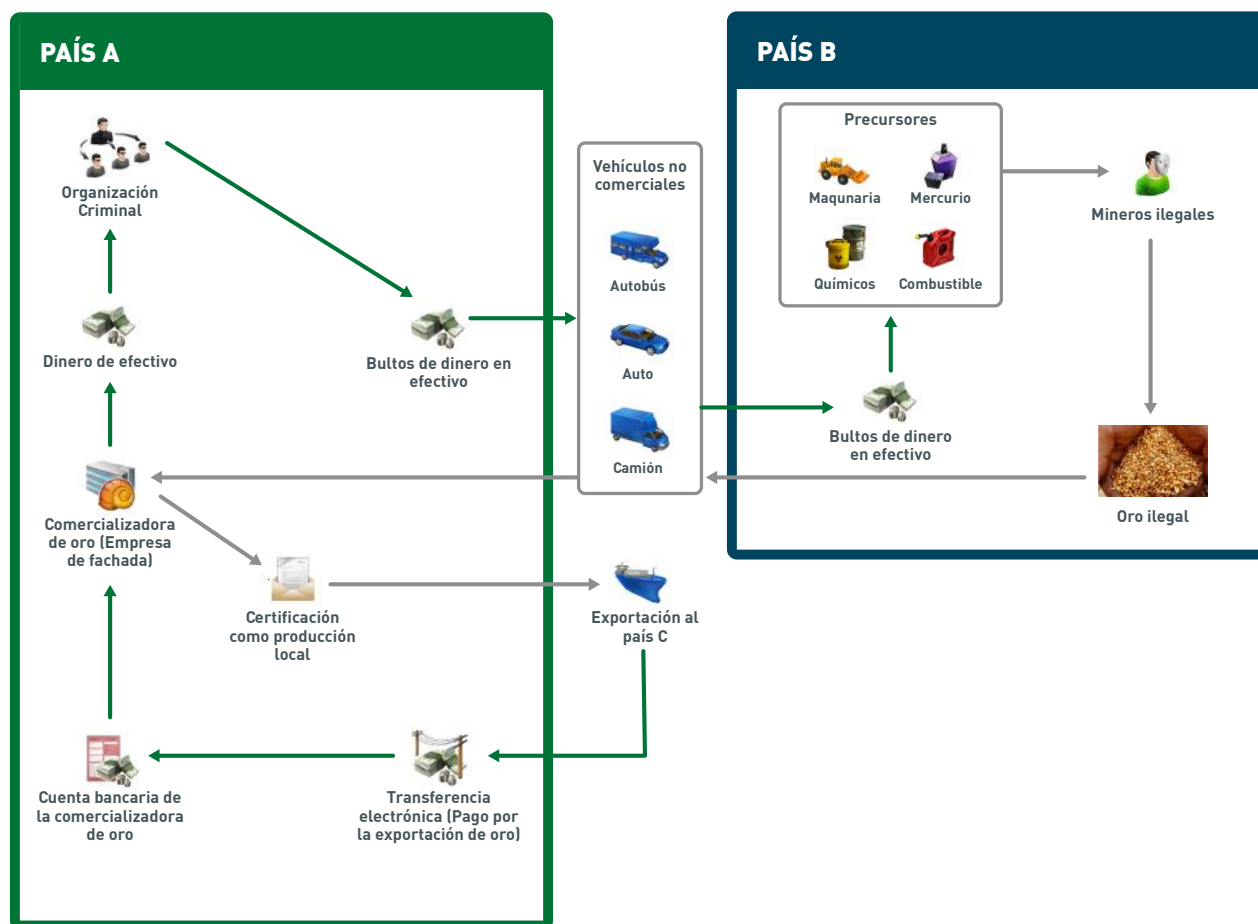 PAÍS A
Organización
Criminal
Dinero de efectivo
Bultos de dinero en
efectivo
Comercializadora
de oro (Empresa
de fachada)
Certificación
como producción
local
Cuenta bancaria de
la comercializadora
de oro
Transferencia
electrónica (Pago por
la exportación de oro)
Vehículos no
comerciales
Autobús
Auto
Camión
Exportación al
país C
PAÍS B
Precursores
Maqunaria
Mercurio
Químicos
Combustible
Mineros ilegales
Bultos de dinero
en efectivo
Oro ilegal